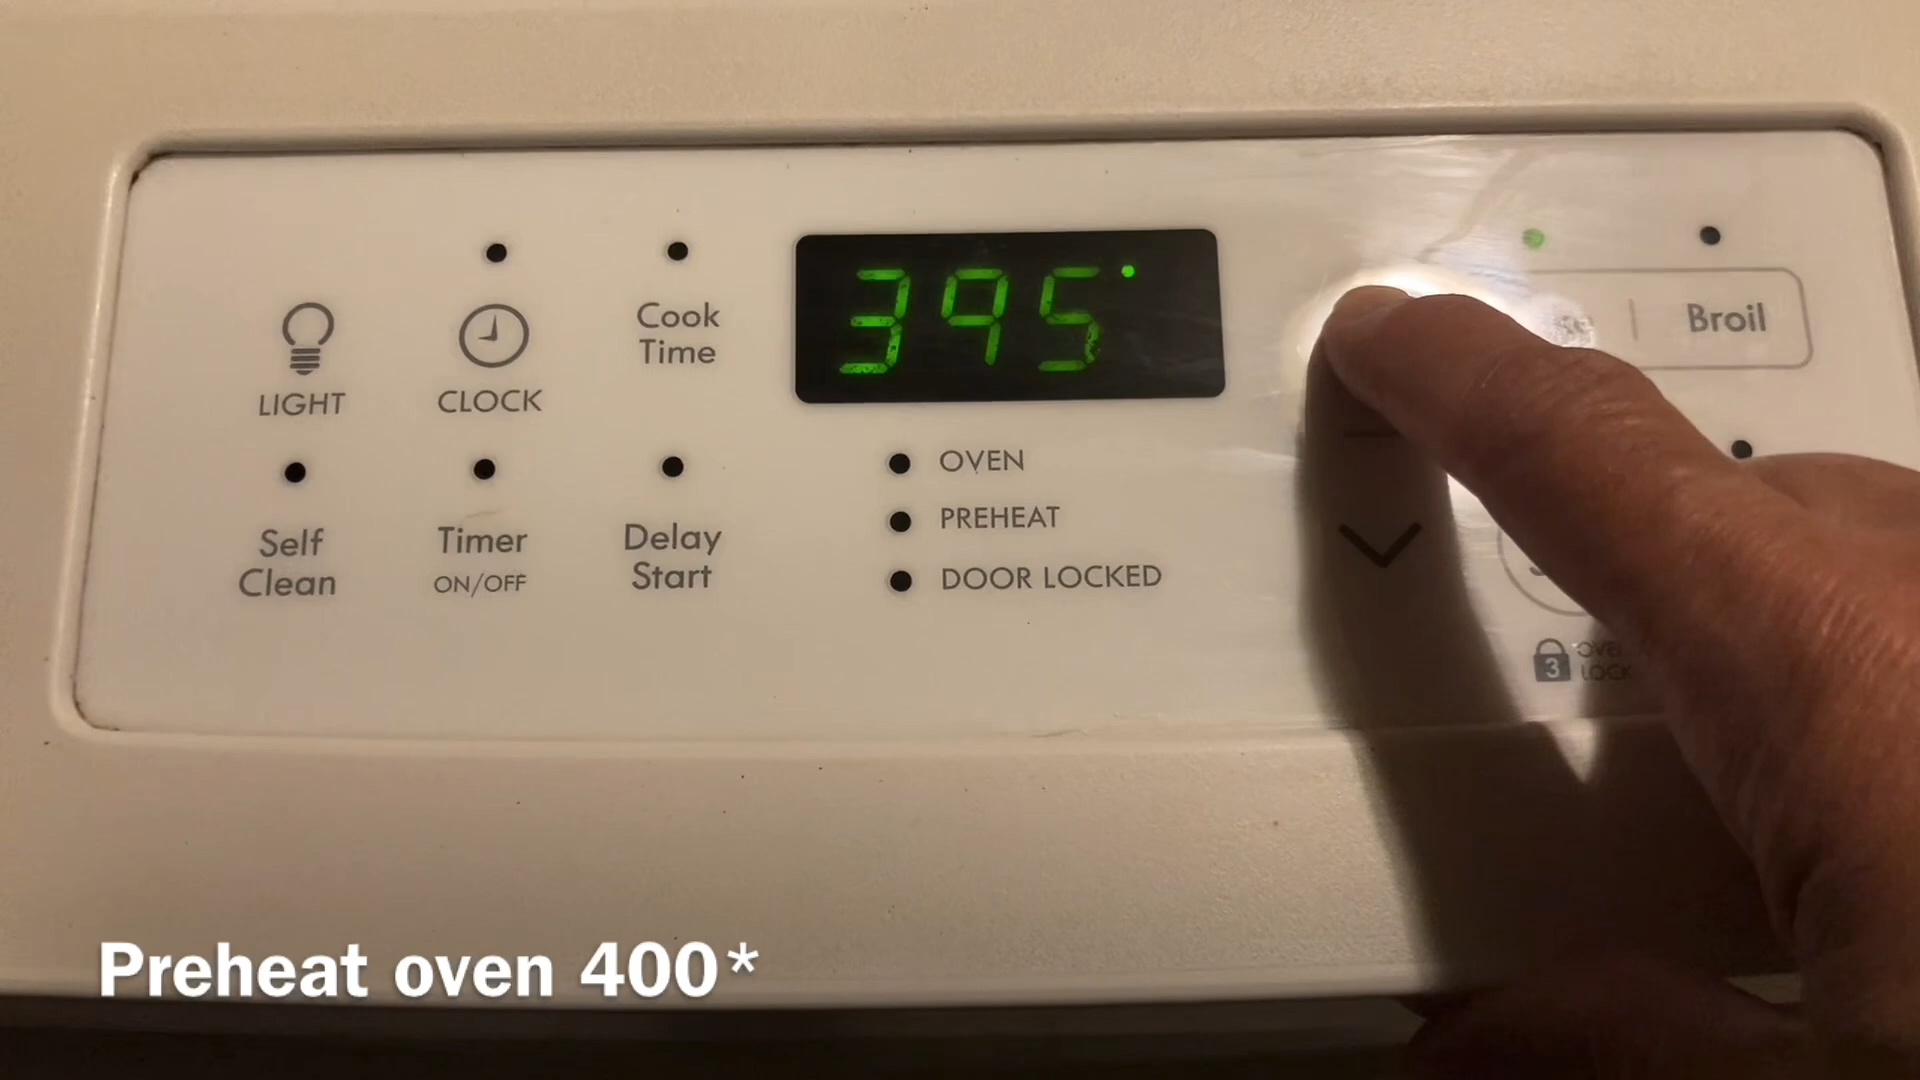 395°
Broil
Cook
Time
LIGHT
CLOCK
OVEN
PREHEAT
DOOR LOCKED
Self
Clean
Timer
ON/OFF
Delay
Start
3
LOCK
Preheat oven 400*